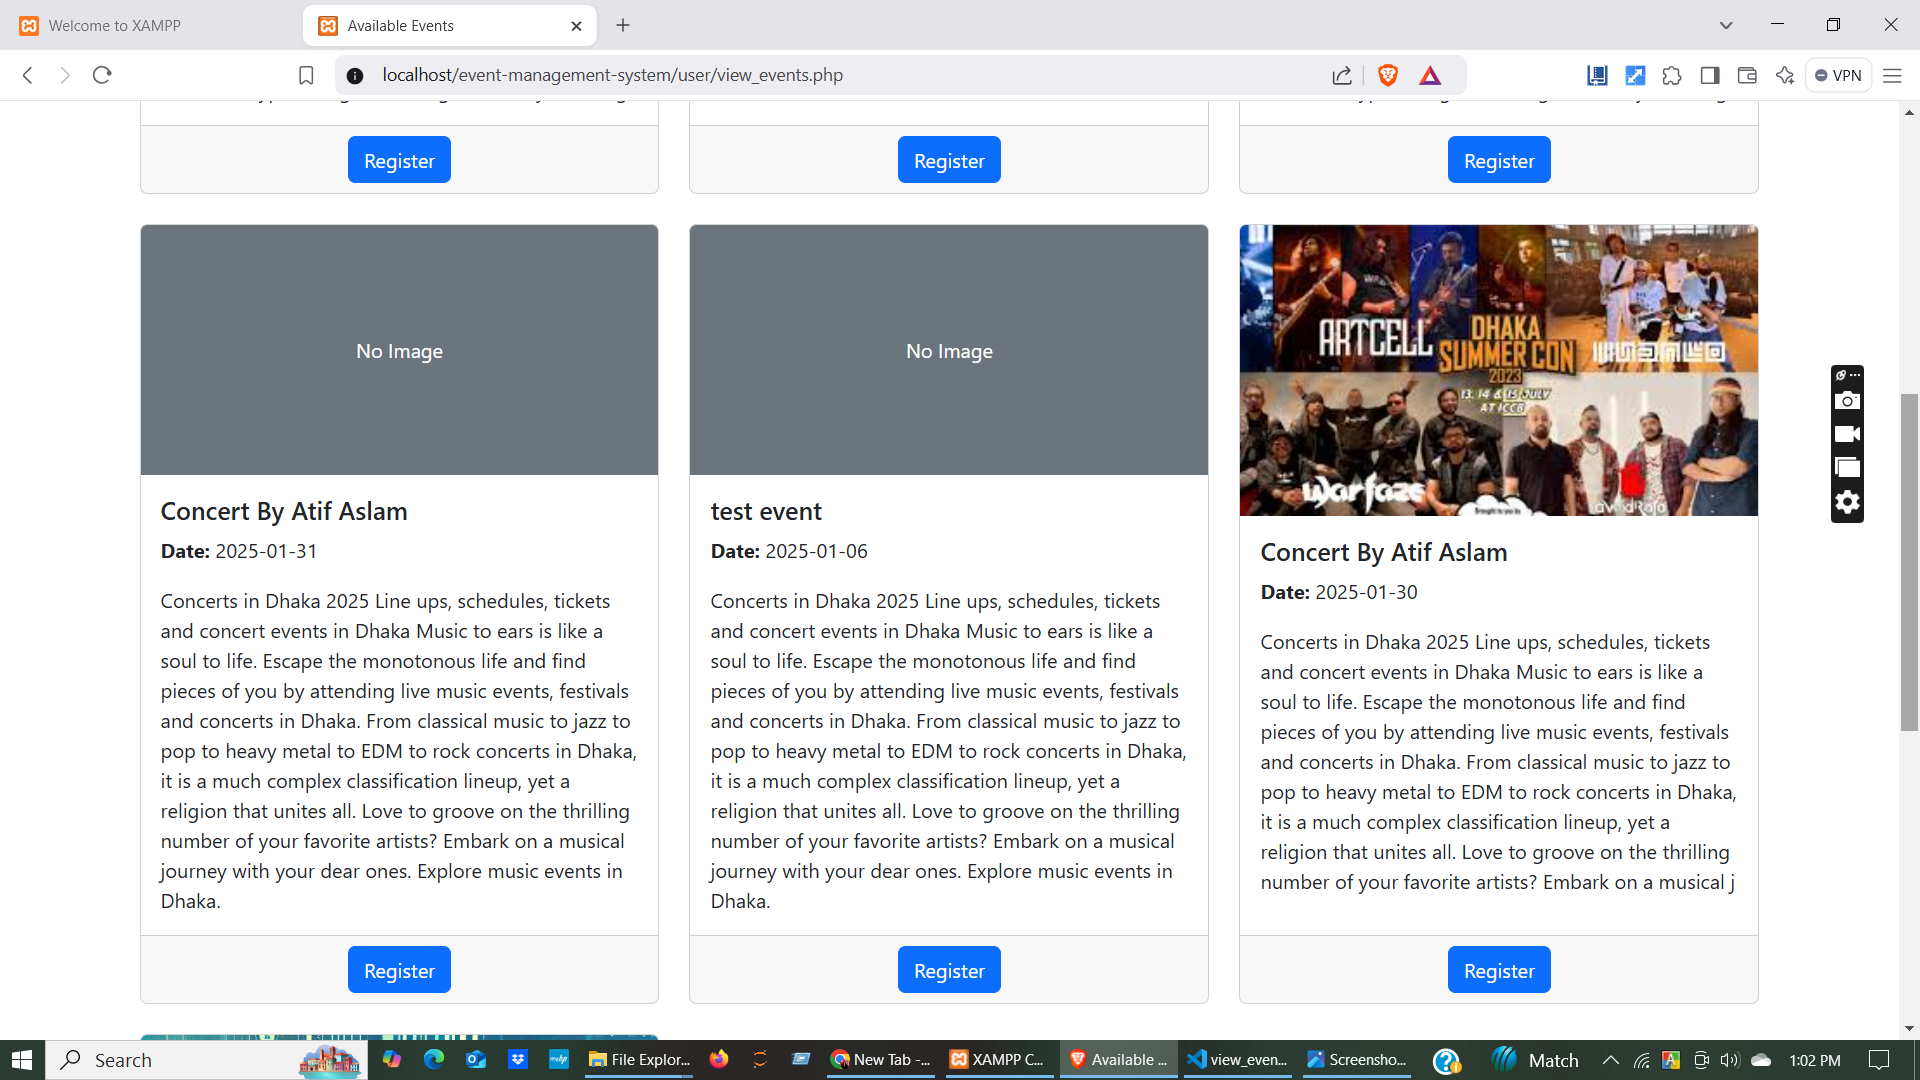 Welcome to XAMPP
Available Events
localhost/event-management-system/user/view_events.php
VPN
Register
Register
Register
No Image
No Image
ARTCELL
DHAKA
SUMMER CON
2023
13, 14 & 15 JULY
AT ICCB
Warfaze
Brought to you by
Concert By Atif Aslam
Date: 2025-01-31
Concerts in Dhaka 2025 Line ups, schedules, tickets
and concert events in Dhaka Music to ears is like a
soul to life. Escape the monotonous life and find
pieces of you by attending live music events, festivals
and concerts in Dhaka. From classical music to jazz to
pop to heavy metal to EDM to rock concerts in Dhaka,
it is a much complex classification lineup, yet a
religion that unites all. Love to groove on the thrilling
number of your favorite artists? Embark on a musical
journey with your dear ones. Explore music events in
Dhaka.
Register
test event
Date: 2025-01-06
Concerts in Dhaka 2025 Line ups, schedules, tickets
and concert events in Dhaka Music to ears is like a
soul to life. Escape the monotonous life and find
pieces of you by attending live music events, festivals
and concerts in Dhaka. From classical music to jazz to
pop to heavy metal to EDM to rock concerts in Dhaka,
it is a much complex classification lineup, yet a
religion that unites all. Love to groove on the thrilling
number of your favorite artists? Embark on a musical
journey with your dear ones. Explore music events in
Dhaka.
Register
Concert By Atif Aslam
Date: 2025-01-30
Concerts in Dhaka 2025 Line ups, schedules, tickets
and concert events in Dhaka Music to ears is like a
soul to life. Escape the monotonous life and find
pieces of you by attending live music events, festivals
and concerts in Dhaka. From classical music to jazz to
pop to heavy metal to EDM to rock concerts in Dhaka,
it is a much complex classification lineup, yet a
religion that unites all. Love to groove on the thrilling
number of your favorite artists? Embark on a musical j
Register
Search
File Explor...
New Tab -...
XAMPP C...
Available ...
view_even...
Screensho...
Match
1:02 PM